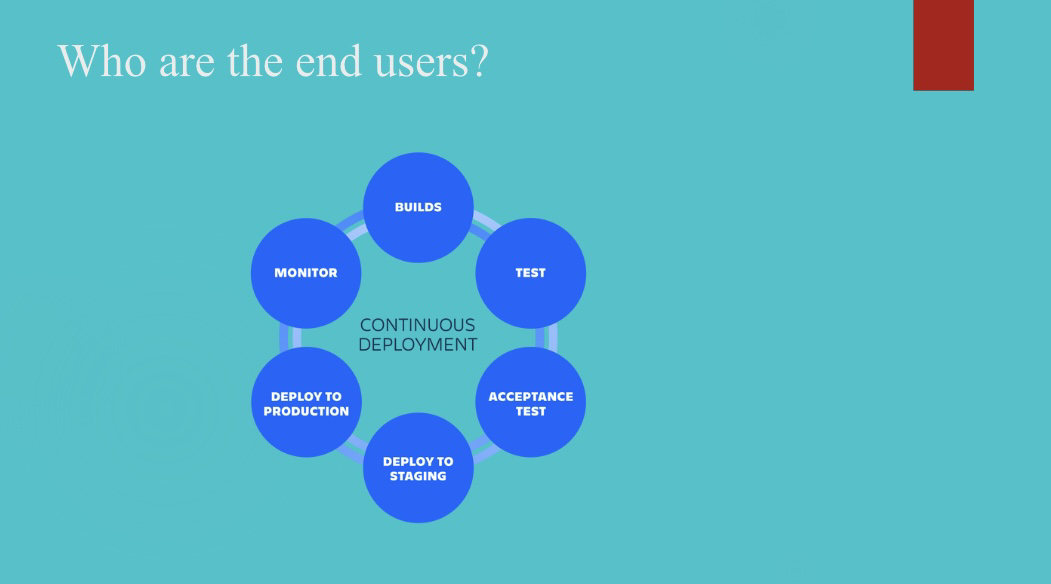 Who are the end users?
BUILDS
TEST
MONITOR
CONTINUOUS
DEPLOYMENT
ACCEPTANCE
TEST
DEPLOY TO
PRODUCTION
DEPLOY TO
STAGING